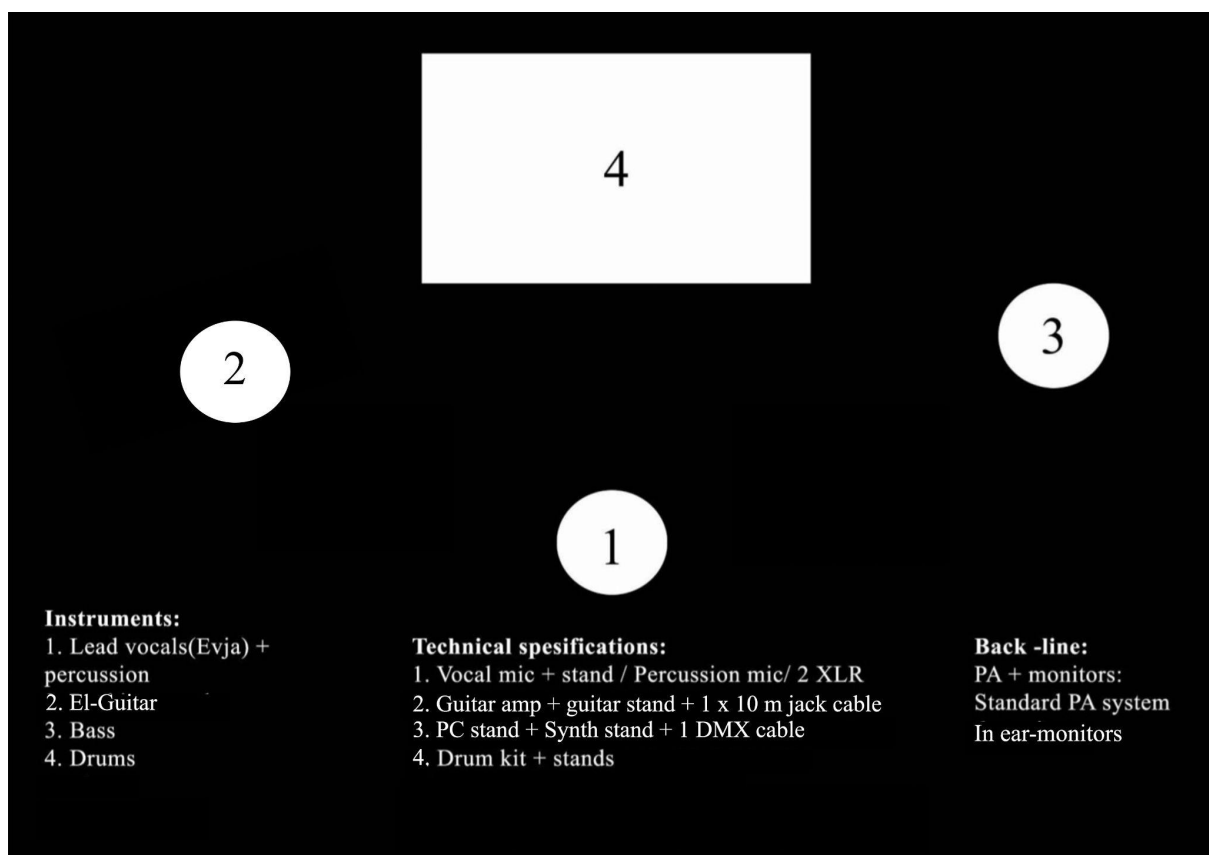 4
2
3
1
Instruments:
1. Lead vocals(Evja) +
percussion
2. El-Guitar
3. Bass
4. Drums
Technical spesifications:
1. Vocal mic + stand / Percussion mic/ 2 XLR
2. Guitar amp + guitar stand + 1 x 10 m jack cable
3. PC stand + Synth stand + 1 DMX cable
4. Drum kit + stands
Back -line:
PA + monitors:
Standard PA system
In ear-monitors